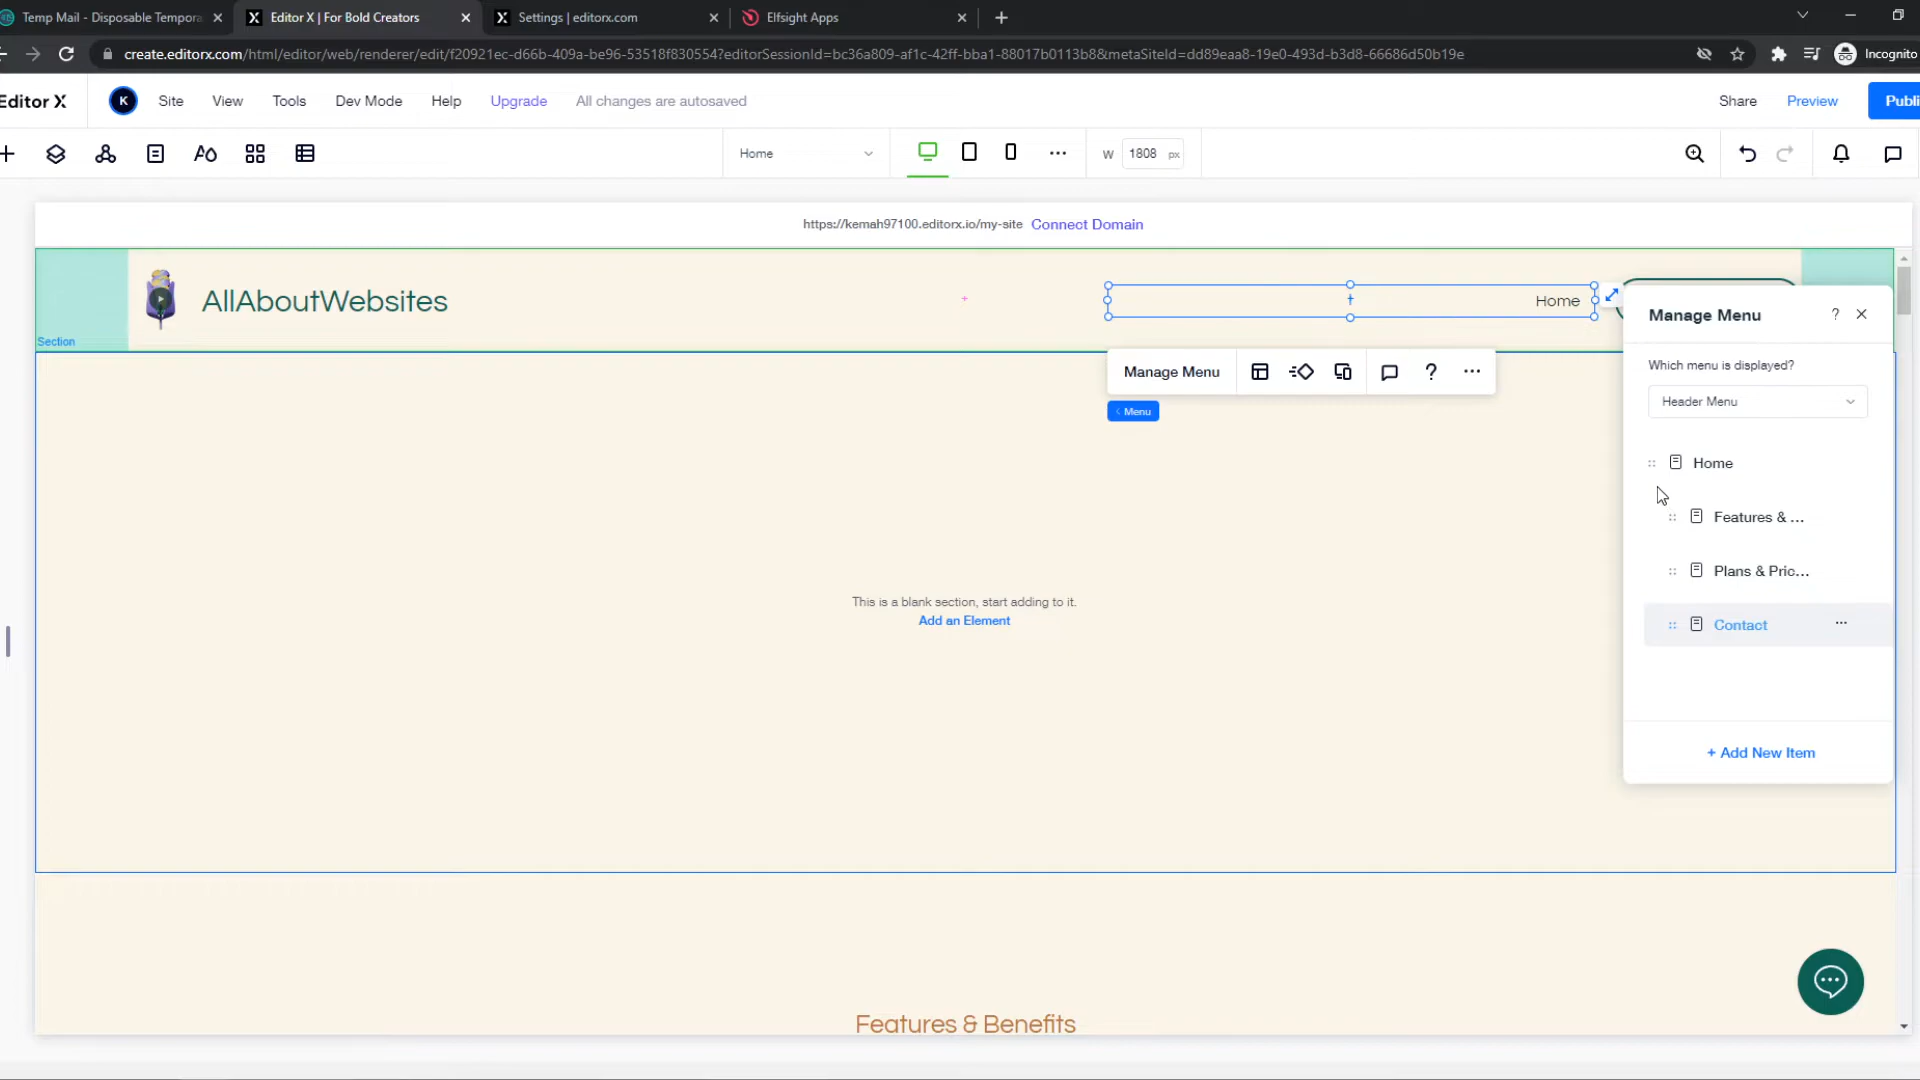 Temp Mail - Disposable Tempora
Editor X | For Bold Creators
Settings | editorx.com
Elfsight Apps
create.editorx.com/html/editor/web/renderer/edit/f20921ec-d66b-409a-be96-53518f830554?editorSessionId=bc36a809-af1c-42ff-bba1-88017b0113b8&metaSiteId=dd89eaa8-19e0-493d-b3d8-66686d50b19e
Incognito
Editor X
K
Site
View
Tools
Dev Mode
Help
Upgrade
All changes are autosaved
Share
Preview
Publi
Home
W 1808 px
https://kemah97100.editorx.io/my-site Connect Domain
AllAboutWebsites
Home
Section
Manage Menu
?
< Menu
Manage Menu ?
Which menu is displayed?
Header Menu
Home
Features & ...
Plans & Pric...
Contact
+ Add New Item
This is a blank section, start adding to it.
Add an Element
Features & Benefits